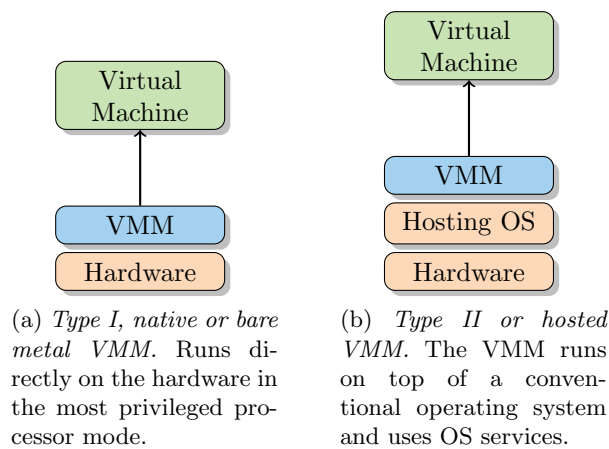 Virtual
Machine
VMM
Hardware
(a) Type I, native or bare
metal VMM. Runs di-
rectly on the hardware in
the most privileged pro-
cessor mode.
Virtual
Machine
VMM
Hosting OS
Hardware
(b) Type II or hosted
VMM. The VMM runs
on top of a conven-
tional operating system
and uses OS services.